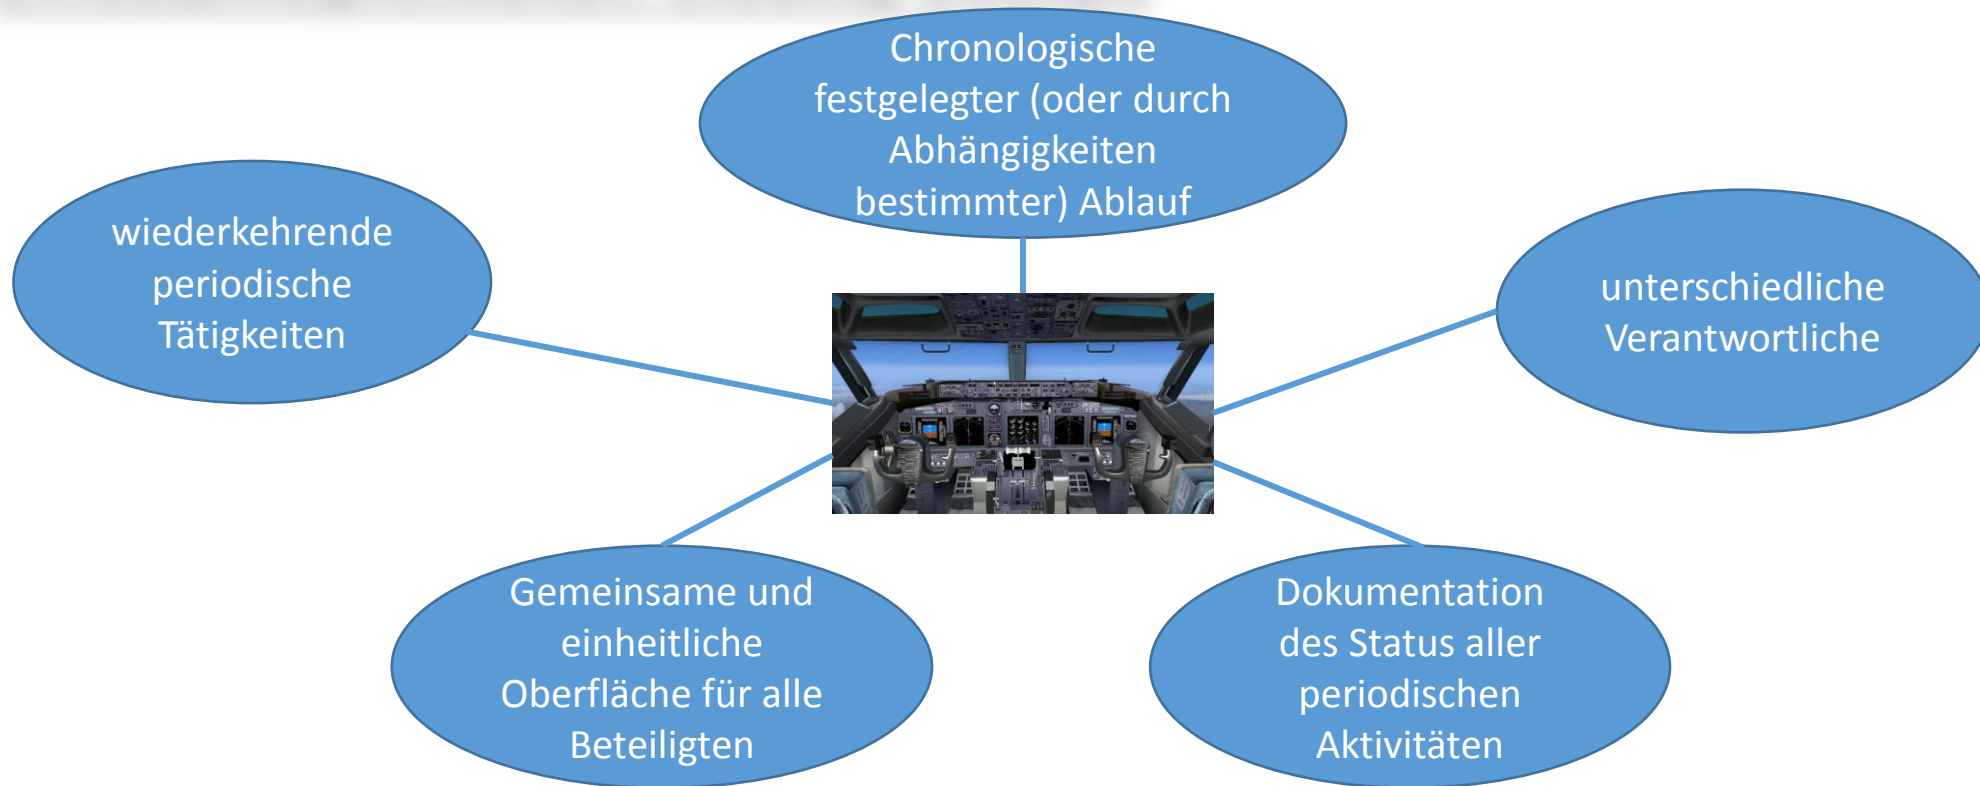 Chronologische
festgelegter (oder durch
Abhängigkeiten
bestimmter) Ablauf
wiederkehrende
periodische
Tätigkeiten
unterschiedliche
Verantwortliche
Gemeinsame und
einheitliche
Oberfläche für alle
Beteiligten
Dokumentation
des Status aller
periodischen
Aktivitäten